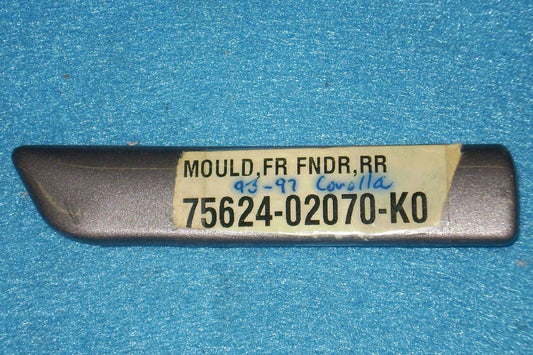 MOULD,FR FNDR,RR
93-97 Corolla
75624-02070-K0